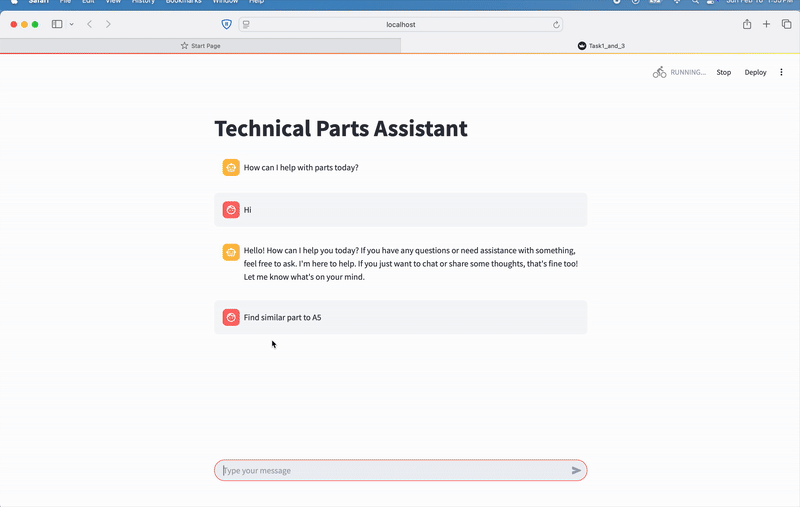 Safari File Edit View History Bookmarks Window Help
localhost
Start Page
Task1_and_3
RUNNING...
Stop
Deploy
Technical Parts Assistant
How can I help with parts today?
Hi
Hello! How can I help you today? If you have any questions or need assistance with something,
feel free to ask. I'm here to help. If you just want to chat or share some thoughts, that's fine too!
Let me know what's on your mind.
Find similar part to A5
Type your message